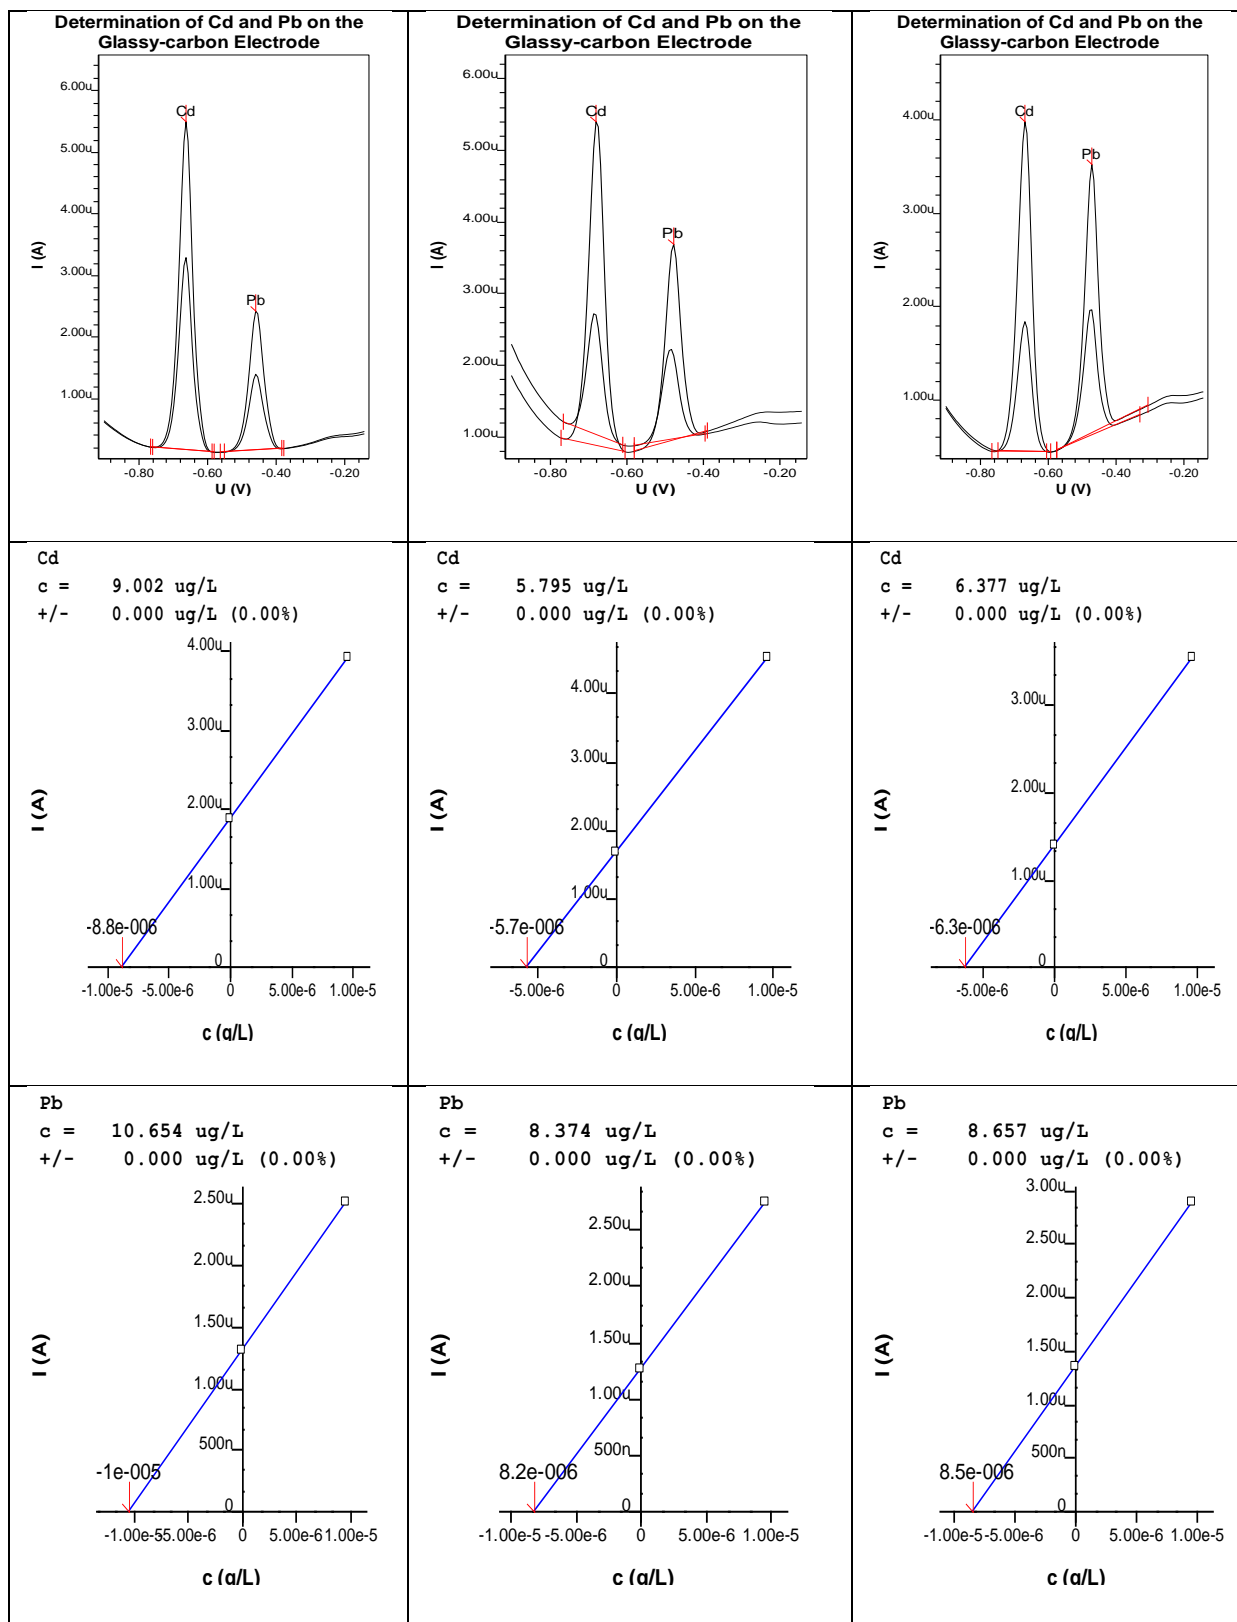 Determination of Cd and Pb on the
Glassy-carbon Electrode
6.00u
5.00u
4.00u
3.00u
2.00u
1.00u
I (A)
Cd
Pb
-0.80
-0.60
-0.40
-0.20
U (V)
Determination of Cd and Pb on the
Glassy-carbon Electrode
6.00u
5.00u
4.00u
3.00u
2.00u
1.00u
I (A)
Cd
Pb
-0.80
-0.60
-0.40
-0.20
U (V)
Determination of Cd and Pb on the
Glassy-carbon Electrode
4.00u
3.00u
2.00u
1.00u
I (A)
Cd
Pb
-0.80
-0.60
-0.40
-0.20
U (V)
Cd
c = 9.002 ug/L
+/- 0.000 ug/L (0.00%)
4.00u
3.00u
2.00u
1.00u
0
I (A)
-8.8e-006
-1.00e-5
-5.00e-6
0
5.00e-6
1.00e-5
c (g/L)
Cd
c = 5.795 ug/L
+/- 0.000 ug/L (0.00%)
4.00u
3.00u
2.00u
1.00u
0
I (A)
-5.7e-006
-5.00e-6
0
5.00e-6
1.00e-5
c (g/L)
Cd
c = 6.377 ug/L
+/- 0.000 ug/L (0.00%)
3.00u
2.00u
1.00u
0
I (A)
-6.3e-006
-5.00e-6
0
5.00e-6
1.00e-5
c (g/L)
Pb
c = 10.654 ug/L
+/- 0.000 ug/L (0.00%)
2.50u
2.00u
1.50u
1.00u
500n
0
I (A)
-1e-005
-1.00e-5
-5.00e-6
0
5.00e-6
1.00e-5
c (g/L)
Pb
c = 8.374 ug/L
+/- 0.000 ug/L (0.00%)
2.50u
2.00u
1.50u
1.00u
500n
0
I (A)
8.2e-006
-1.00e-5
-5.00e-6
0
5.00e-6
1.00e-5
c (g/L)
Pb
c = 8.657 ug/L
+/- 0.000 ug/L (0.00%)
3.00u
2.50u
2.00u
1.50u
1.00u
500n
0
I (A)
8.5e-006
-1.00e-5
-5.00e-6
0
5.00e-6
1.00e-5
c (g/L)